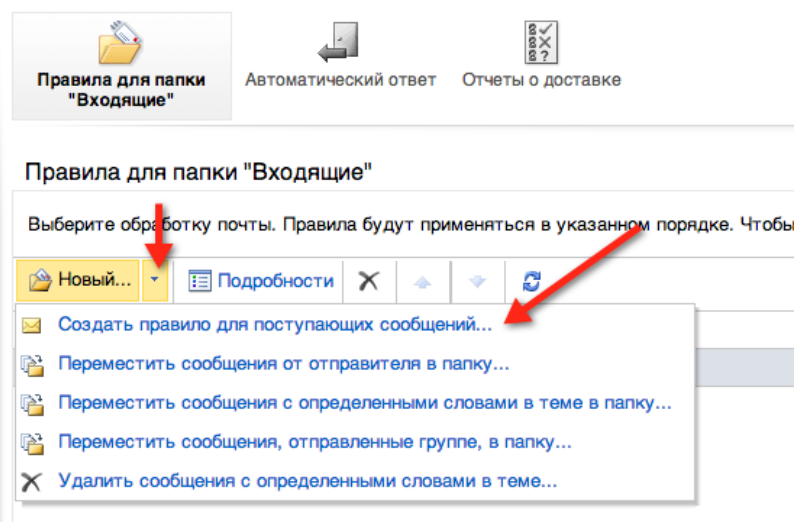 Правила для папки
"Входящие"
Автоматический ответ
Отчеты о доставке
Правила для папки "Входящие"
Выберите обработку почты. Правила будут применяться в указанном порядке. Чтобы
Новый...
Подробности
Создать правило для поступающих сообщений...
Переместить сообщения от отправителя в папку...
Переместить сообщения с определенными словами в теме в папку...
Переместить сообщения, отправленные группе, в папку...
Удалить сообщения с определенными словами в теме...